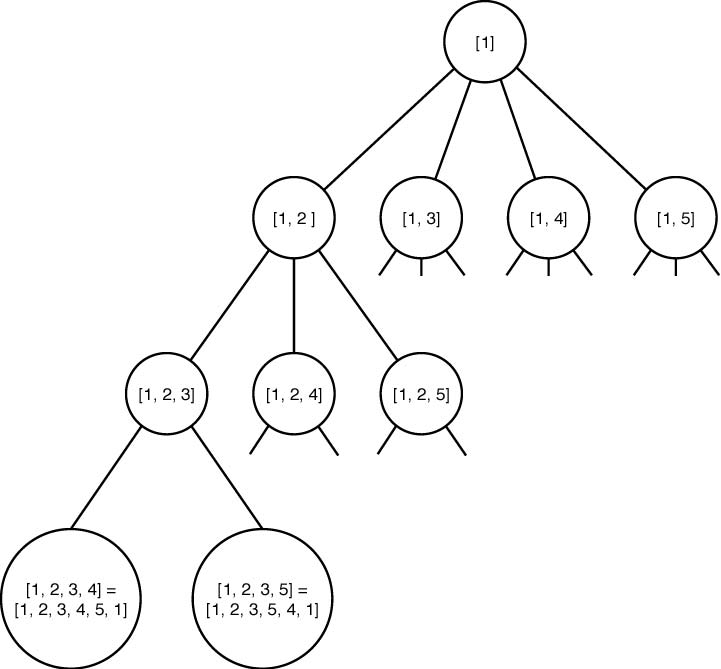 [1]
[1, 2 ]
[1, 3]
[1, 4]
[1, 5]
[1, 2, 3]
[1, 2, 4]
[1, 2, 5]
[1, 2, 3, 4] =
[1, 2, 3, 4, 5, 1]
[1, 2, 3, 5] =
[1, 2, 3, 5, 4, 1]